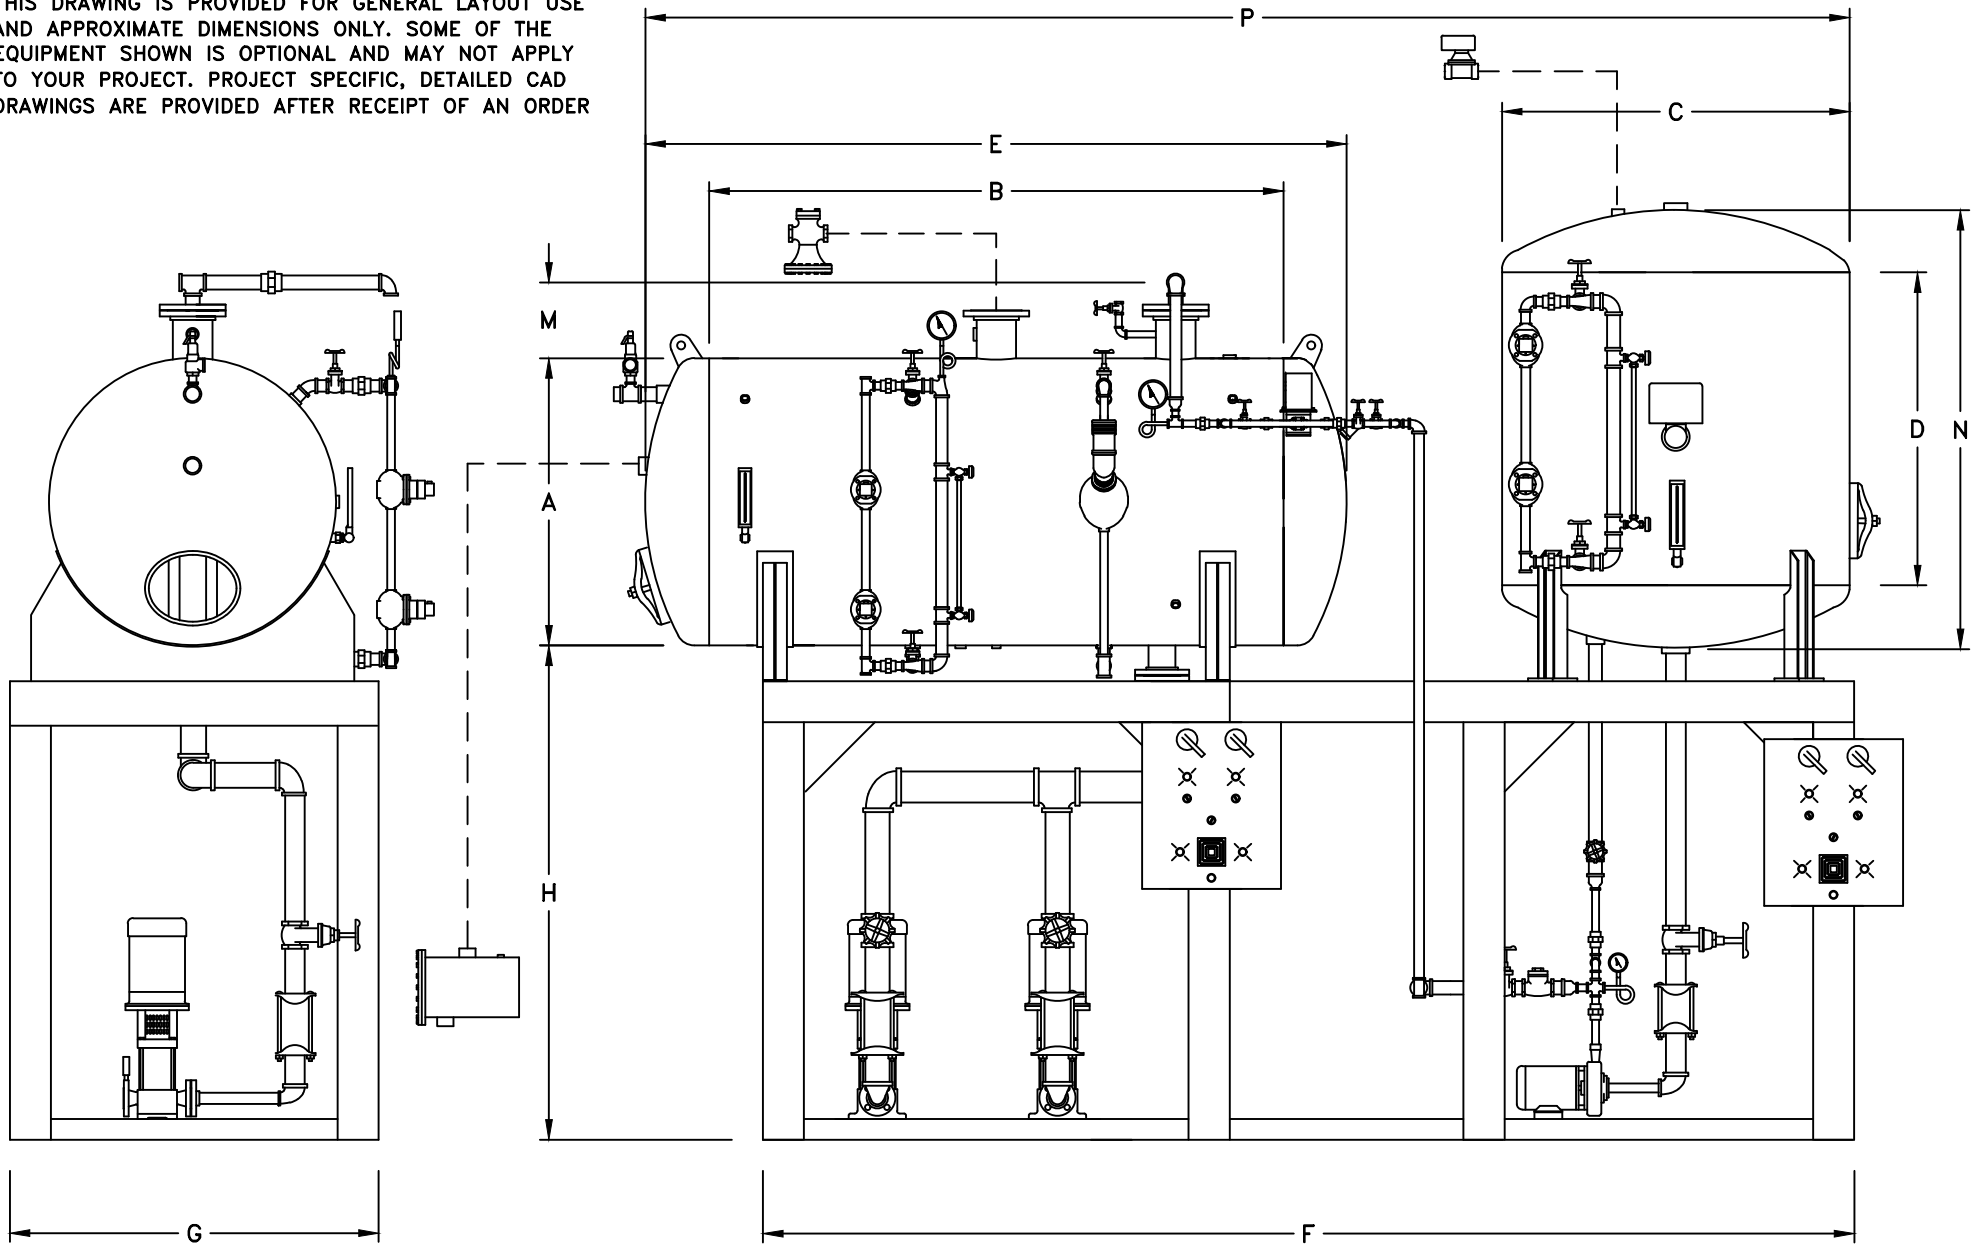 THIS DRAWING IS PROVIDED FOR GENERAL LAYOUT USE
AND APPROXIMATE DIMENSIONS ONLY. SOME OF THE
EQUIPMENT SHOWN IS OPTIONAL AND MAY NOT APPLY
TO YOUR PROJECT. PROJECT SPECIFIC, DETAILED CAD
DRAWINGS ARE PROVIDED AFTER RECEIPT OF AN ORDER
P
C
E
B
M
A
D
N
H
G
F